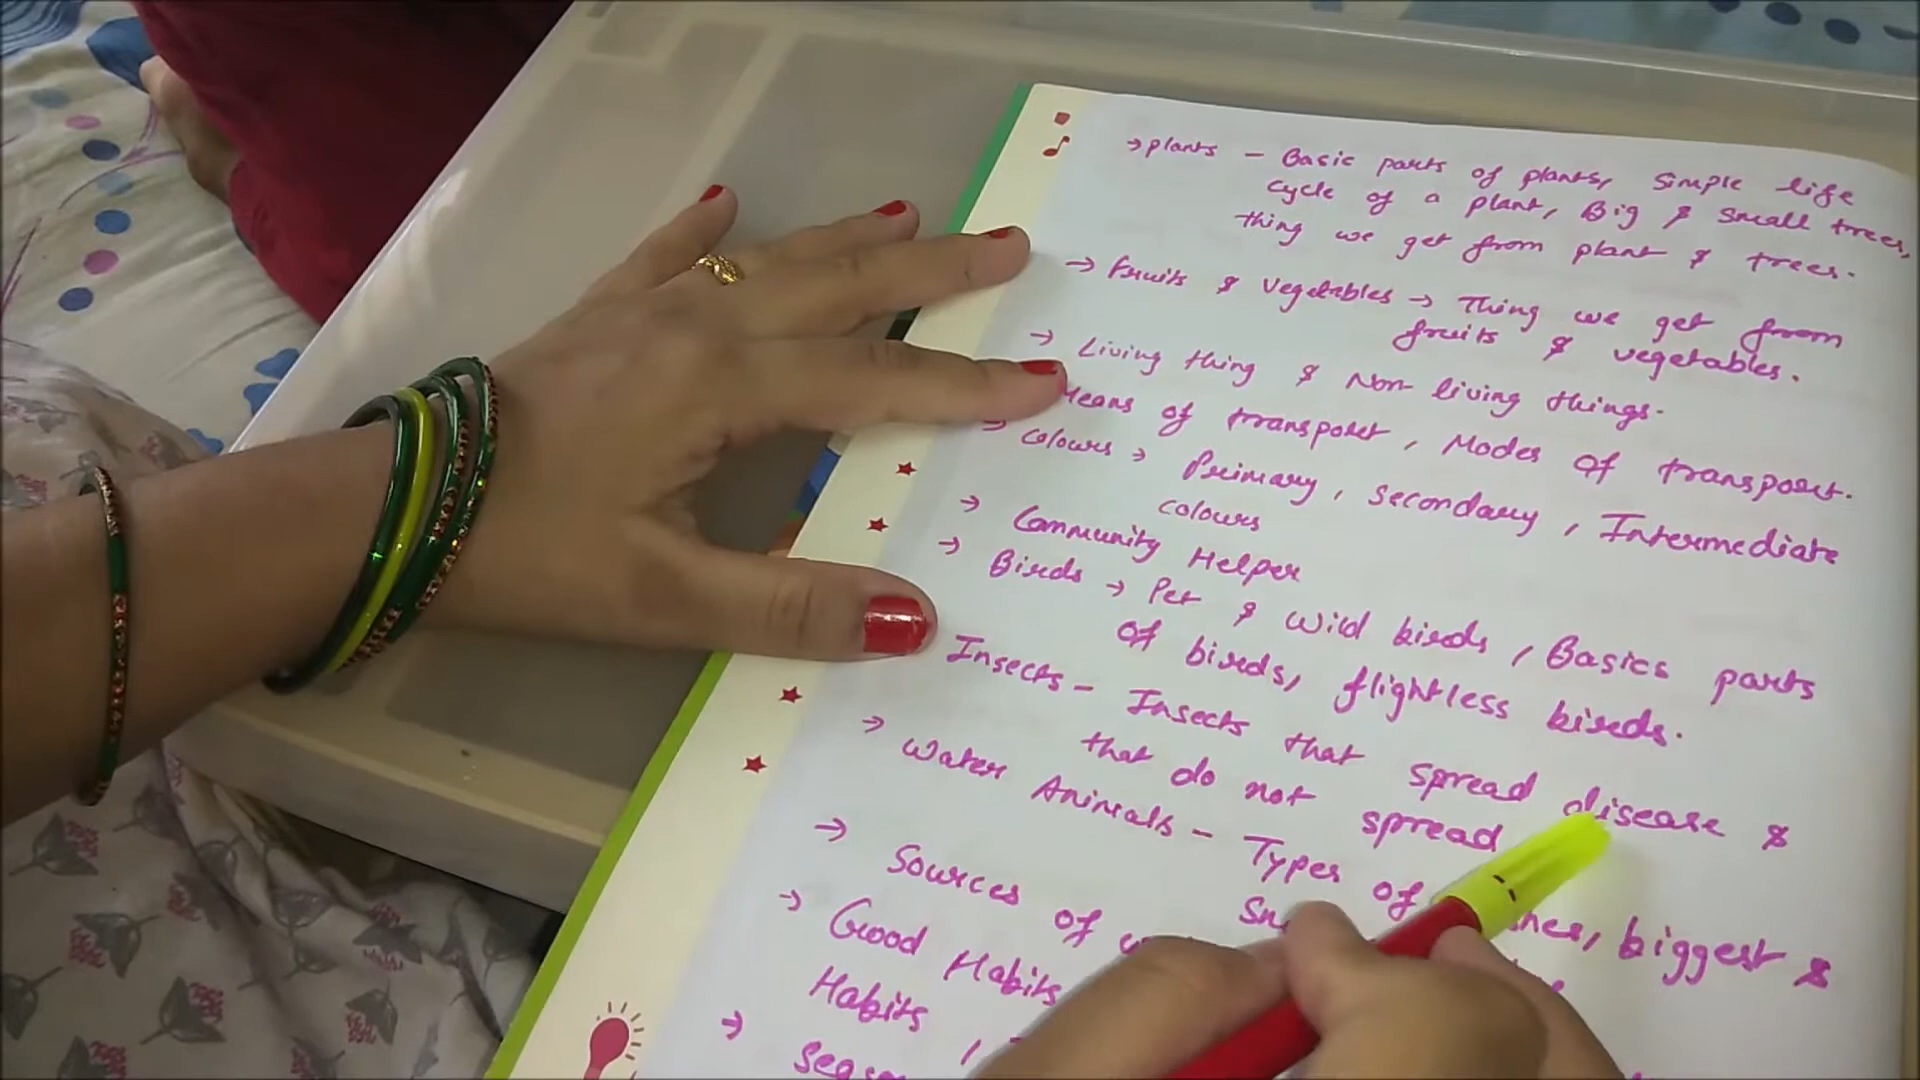 → plants - Basic parts of plants, Simple life
cycle of a plant, Big & Small trees,
thing we get from plant & trees.
→ fruits & vegetables → Thing we get from
fruits & vegetables.
→ Living thing & Non living things.
Means of transport, Modes of transport.
→ colours → Primary, secondary, Intermediate
colours
→ Community Helper
→ Birds → Pet & Wild birds, Basics parts
of birds, flightless birds.
Insects - Insects that spread disease &
that do not spread
→ Water Animals - Types of biggest &
→ Sources of
→ Good Habits
Habits,
→